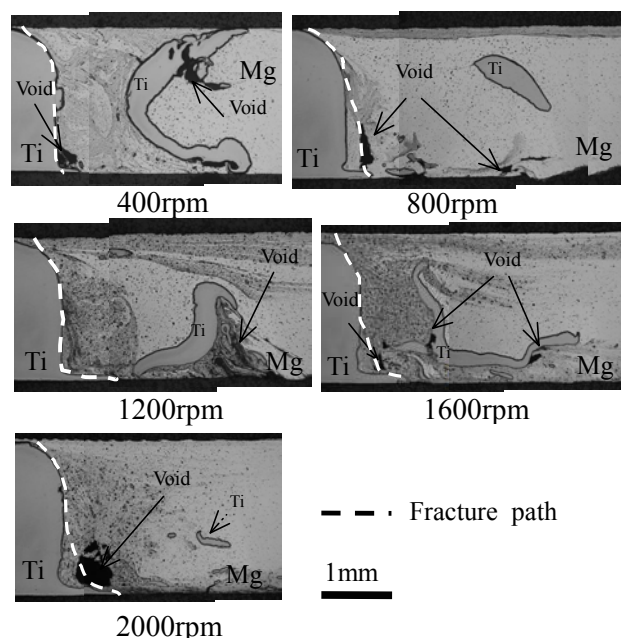 Ti
Mg
Void
Void
Ti
400rpm
Ti
Mg
Void
Ti
800rpm
Void
Ti
Ti
Mg
1200rpm
Void
Void
Ti
Ti
Mg
1600rpm
Void
Ti
Ti
Mg
2000rpm
Fracture path
1mm